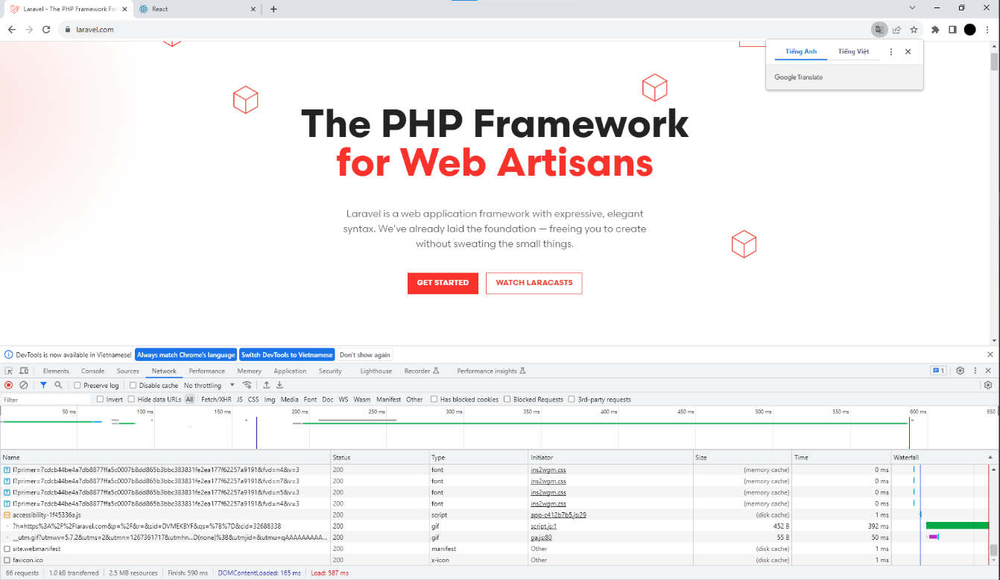 Laravel - The PHP Framework For
React
laravel.com
Tiếng Anh Tiếng Việt
Google Translate
The PHP Framework
for Web Artisans
Laravel is a web application framework with expressive, elegant
syntax. We've already laid the foundation — freeing you to create
without sweating the small things.
GET STARTED WATCH LARACASTS
DevTools is now available in Vietnamese! Always match Chrome's language Switch DevTools to Vietnamese Don't show again
Elements Console Sources Network Performance Memory Application Security Lighthouse Recorder Performance insights 1
Preserve log Disable cache No throttling
Filter Invert Hide data URLs All Fetch/XHR JS CSS Img Media Font Doc WS Wasm Manifest Other Has blocked cookies Blocked Requests 3rd-party requests
50 ms 100 ms 150 ms 200 ms 250 ms 300 ms 350 ms 400 ms 450 ms 500 ms 550 ms 600 ms 650
Name Status Type Initiator Size Time Waterfall
l?primer=7cdcb44be4a7db8877ffa5c0007b8dd865b3bbc383831fe2ea177f62257a9191&fvd=n4&v=3 200 font ins2wgm.css (memory cache) 0 ms
l?primer=7cdcb44be4a7db8877ffa5c0007b8dd865b3bbc383831fe2ea177f62257a9191&fvd=n7&v=3 200 font ins2wgm.css (memory cache) 0 ms
l?primer=7cdcb44be4a7db8877ffa5c0007b8dd865b3bbc383831fe2ea177f62257a9191&fvd=n5&v=3 200 font ins2wgm.css (memory cache) 0 ms
l?primer=7cdcb44be4a7db8877ffa5c0007b8dd865b3bbc383831fe2ea177f62257a9191&fvd=n4&v=3 200 font ins2wgm.css (memory cache) 0 ms
accessibility-1f45336a.js 200 script app-c412b7b5.js:29 (disk cache) 1 ms
?h=https%3A%2F%2Flaravel.com&p=%2F&r=&sid=DVMEKBYF&qs=%7B%7D&cid=32688338 200 gif script.js:1 452 B 392 ms
__utm.gif?utmwv=5.7.2&utms=2&utmn=1267361717&utmhn...D(none)%3B&utmjid=&utmu=qAAAAAAAAA... 200 gif ga.js:80 55 B 50 ms
site.webmanifest 200 manifest Other (disk cache) 1 ms
favicon.ico 200 x-icon Other (disk cache) 1 ms
66 requests 1.0 kB transferred 2.5 MB resources Finish: 590 ms DOMContentLoaded: 165 ms Load: 587 ms